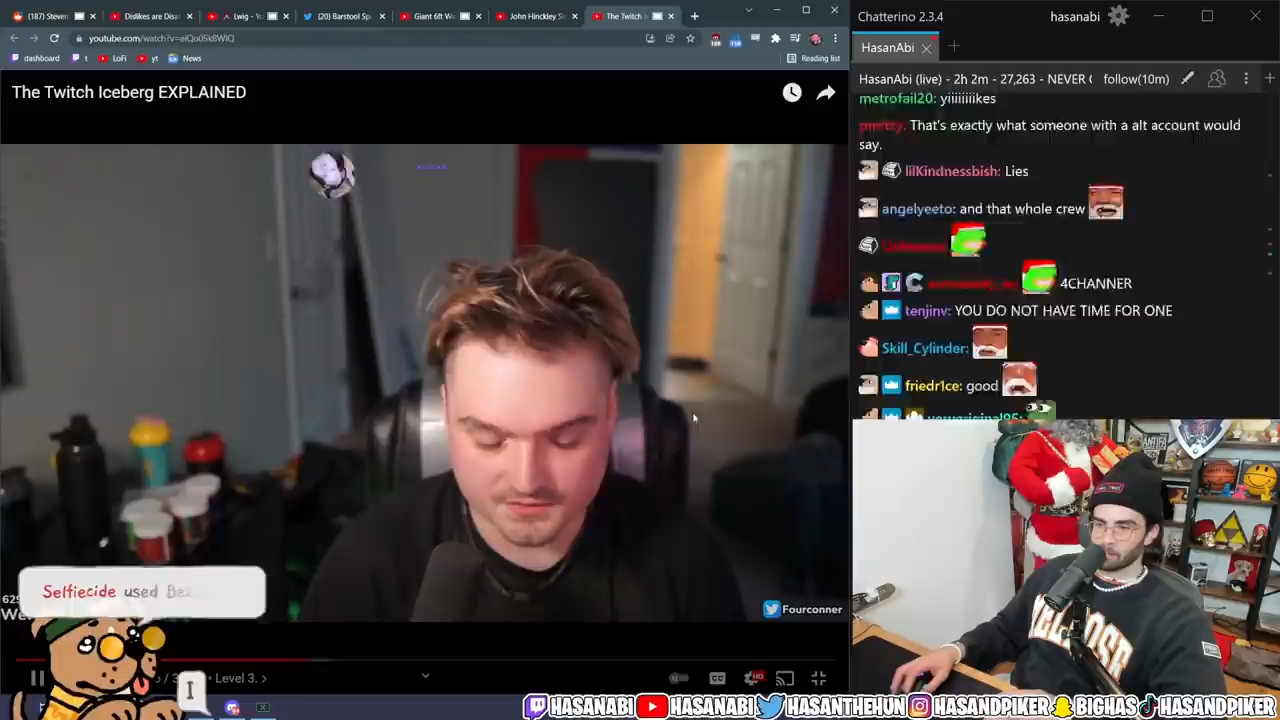 (187) Steven
Dislikes are Disa
Lwig - Yo
(20) Barstool Sp
Giant 6ft W
John Hinckley S
The Twitch I
youtube.com/watch?v=eiQo0Sk8WIQ
dashboard
t
LoFi
yt
News
Reading list
The Twitch Iceberg EXPLAINED
Selfiecide used Bez
629
We
Fourconner
• Level 3. >
Chatterino 2.3.4
hasanabi
HasanAbi
HasanAbi (live) - 2h 2m - 27,263 - NEVER
follow(10m)
metrofail20: yiiiiiiikes
That's exactly what someone with a alt account would
say.
lilKindnessbish: Lies
angelyeeto: and that whole crew
4CHANNER
tenjinv: YOU DO NOT HAVE TIME FOR ONE
Skill_Cylinder:
friedr1ce: good
HASANABI
HASANABI
HASANTHEHUN
HASANDPIKER
BIGHAS
HASANDPIKER